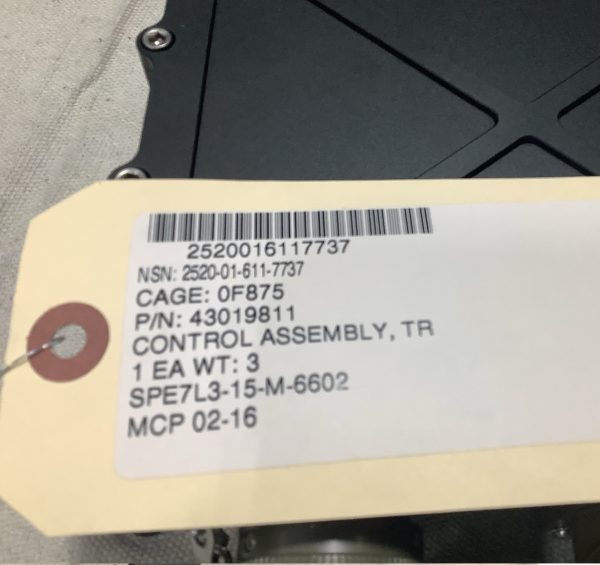 2520016117737
NSN: 2520-01-611-7737
CAGE: 0F875
P/N: 43019811
CONTROL ASSEMBLY, TR
1 EA WT: 3
SPE7L3-15-M-6602
MCP 02-16